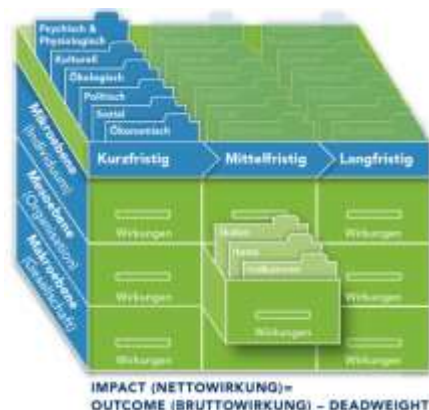 Psychisch &
Physiologisch
Kulturell
Ökologisch
Politisch
Sozial
Ökonomisch
Mikroebene
(Individuum)
Mesoebene
(Organisation)
Makroebene
(Gesellschaft)
Kurzfristig
Mittelfristig
Langfristig
Wirkungen
Wirkungen
Wirkungen
Indikatoren
Wirkungen
Wirkungen
Wirkungen
Wirkungen
Wirkungen
IMPACT (NETTOWIRKUNG)=
OUTCOME (BRUTTOWIRKUNG) – DEADWEIGHT